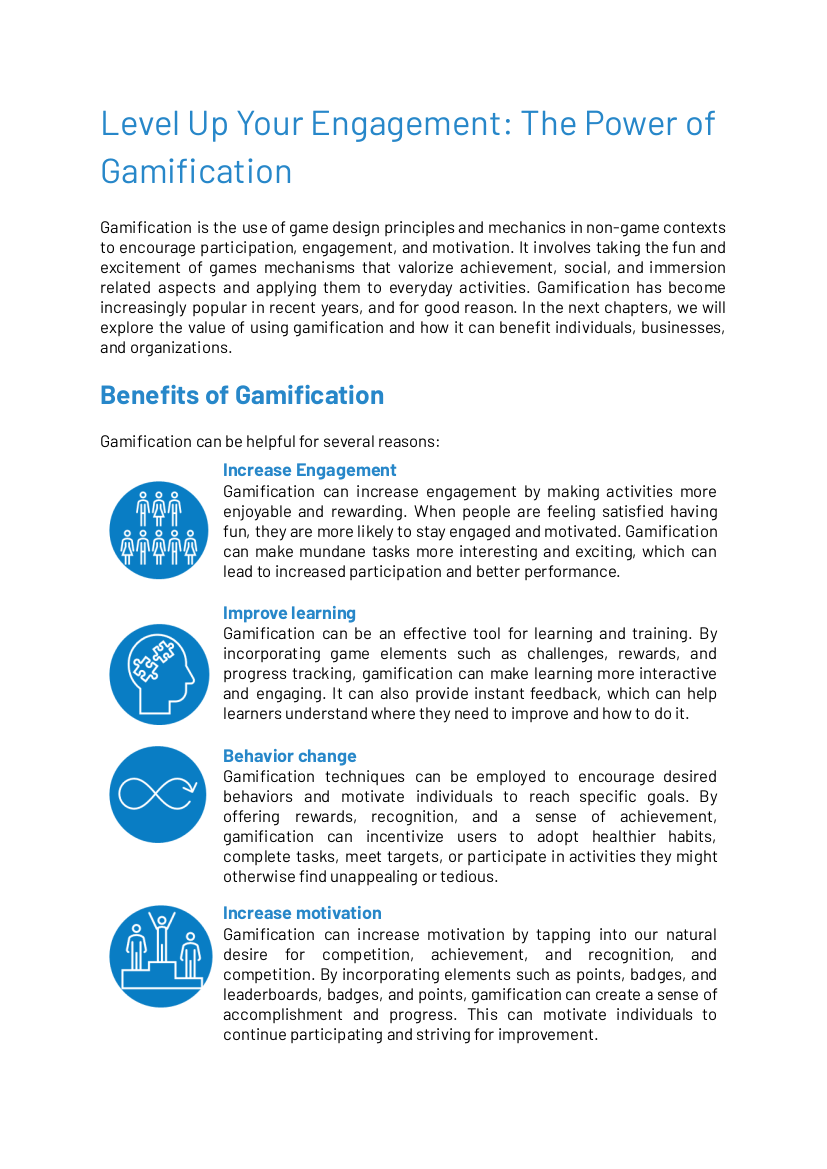 Level Up Your Engagement: The Power of
Gamification
Gamification is the use of game design principles and mechanics in non-game contexts
to encourage participation, engagement, and motivation. It involves taking the fun and
excitement of games mechanisms that valorize achievement, social, and immersion
related aspects and applying them to everyday activities. Gamification has become
increasingly popular in recent years, and for good reason. In the next chapters, we will
explore the value of using gamification and how it can benefit individuals, businesses,
and organizations.
Benefits of Gamification
Gamification can be helpful for several reasons:
Increase Engagement
Gamification can increase engagement by making activities more
enjoyable and rewarding. When people are feeling satisfied having
fun, they are more likely to stay engaged and motivated. Gamification
can make mundane tasks more interesting and exciting, which can
lead to increased participation and better performance.
Improve learning
Gamification can be an effective tool for learning and training. By
incorporating game elements such as challenges, rewards, and
progress tracking, gamification can make learning more interactive
and engaging. It can also provide instant feedback, which can help
learners understand where they need to improve and how to do it.
Behavior change
Gamification techniques can be employed to encourage desired
behaviors and motivate individuals to reach specific goals. By
offering rewards, recognition, and a sense of achievement,
gamification can incentivize users to adopt healthier habits,
complete tasks, meet targets, or participate in activities they might
otherwise find unappealing or tedious.
Increase motivation
Gamification can increase motivation by tapping into our natural
desire for competition, achievement, and recognition, and
competition. By incorporating elements such as points, badges, and
leaderboards, badges, and points, gamification can create a sense of
accomplishment and progress. This can motivate individuals to
continue participating and striving for improvement.